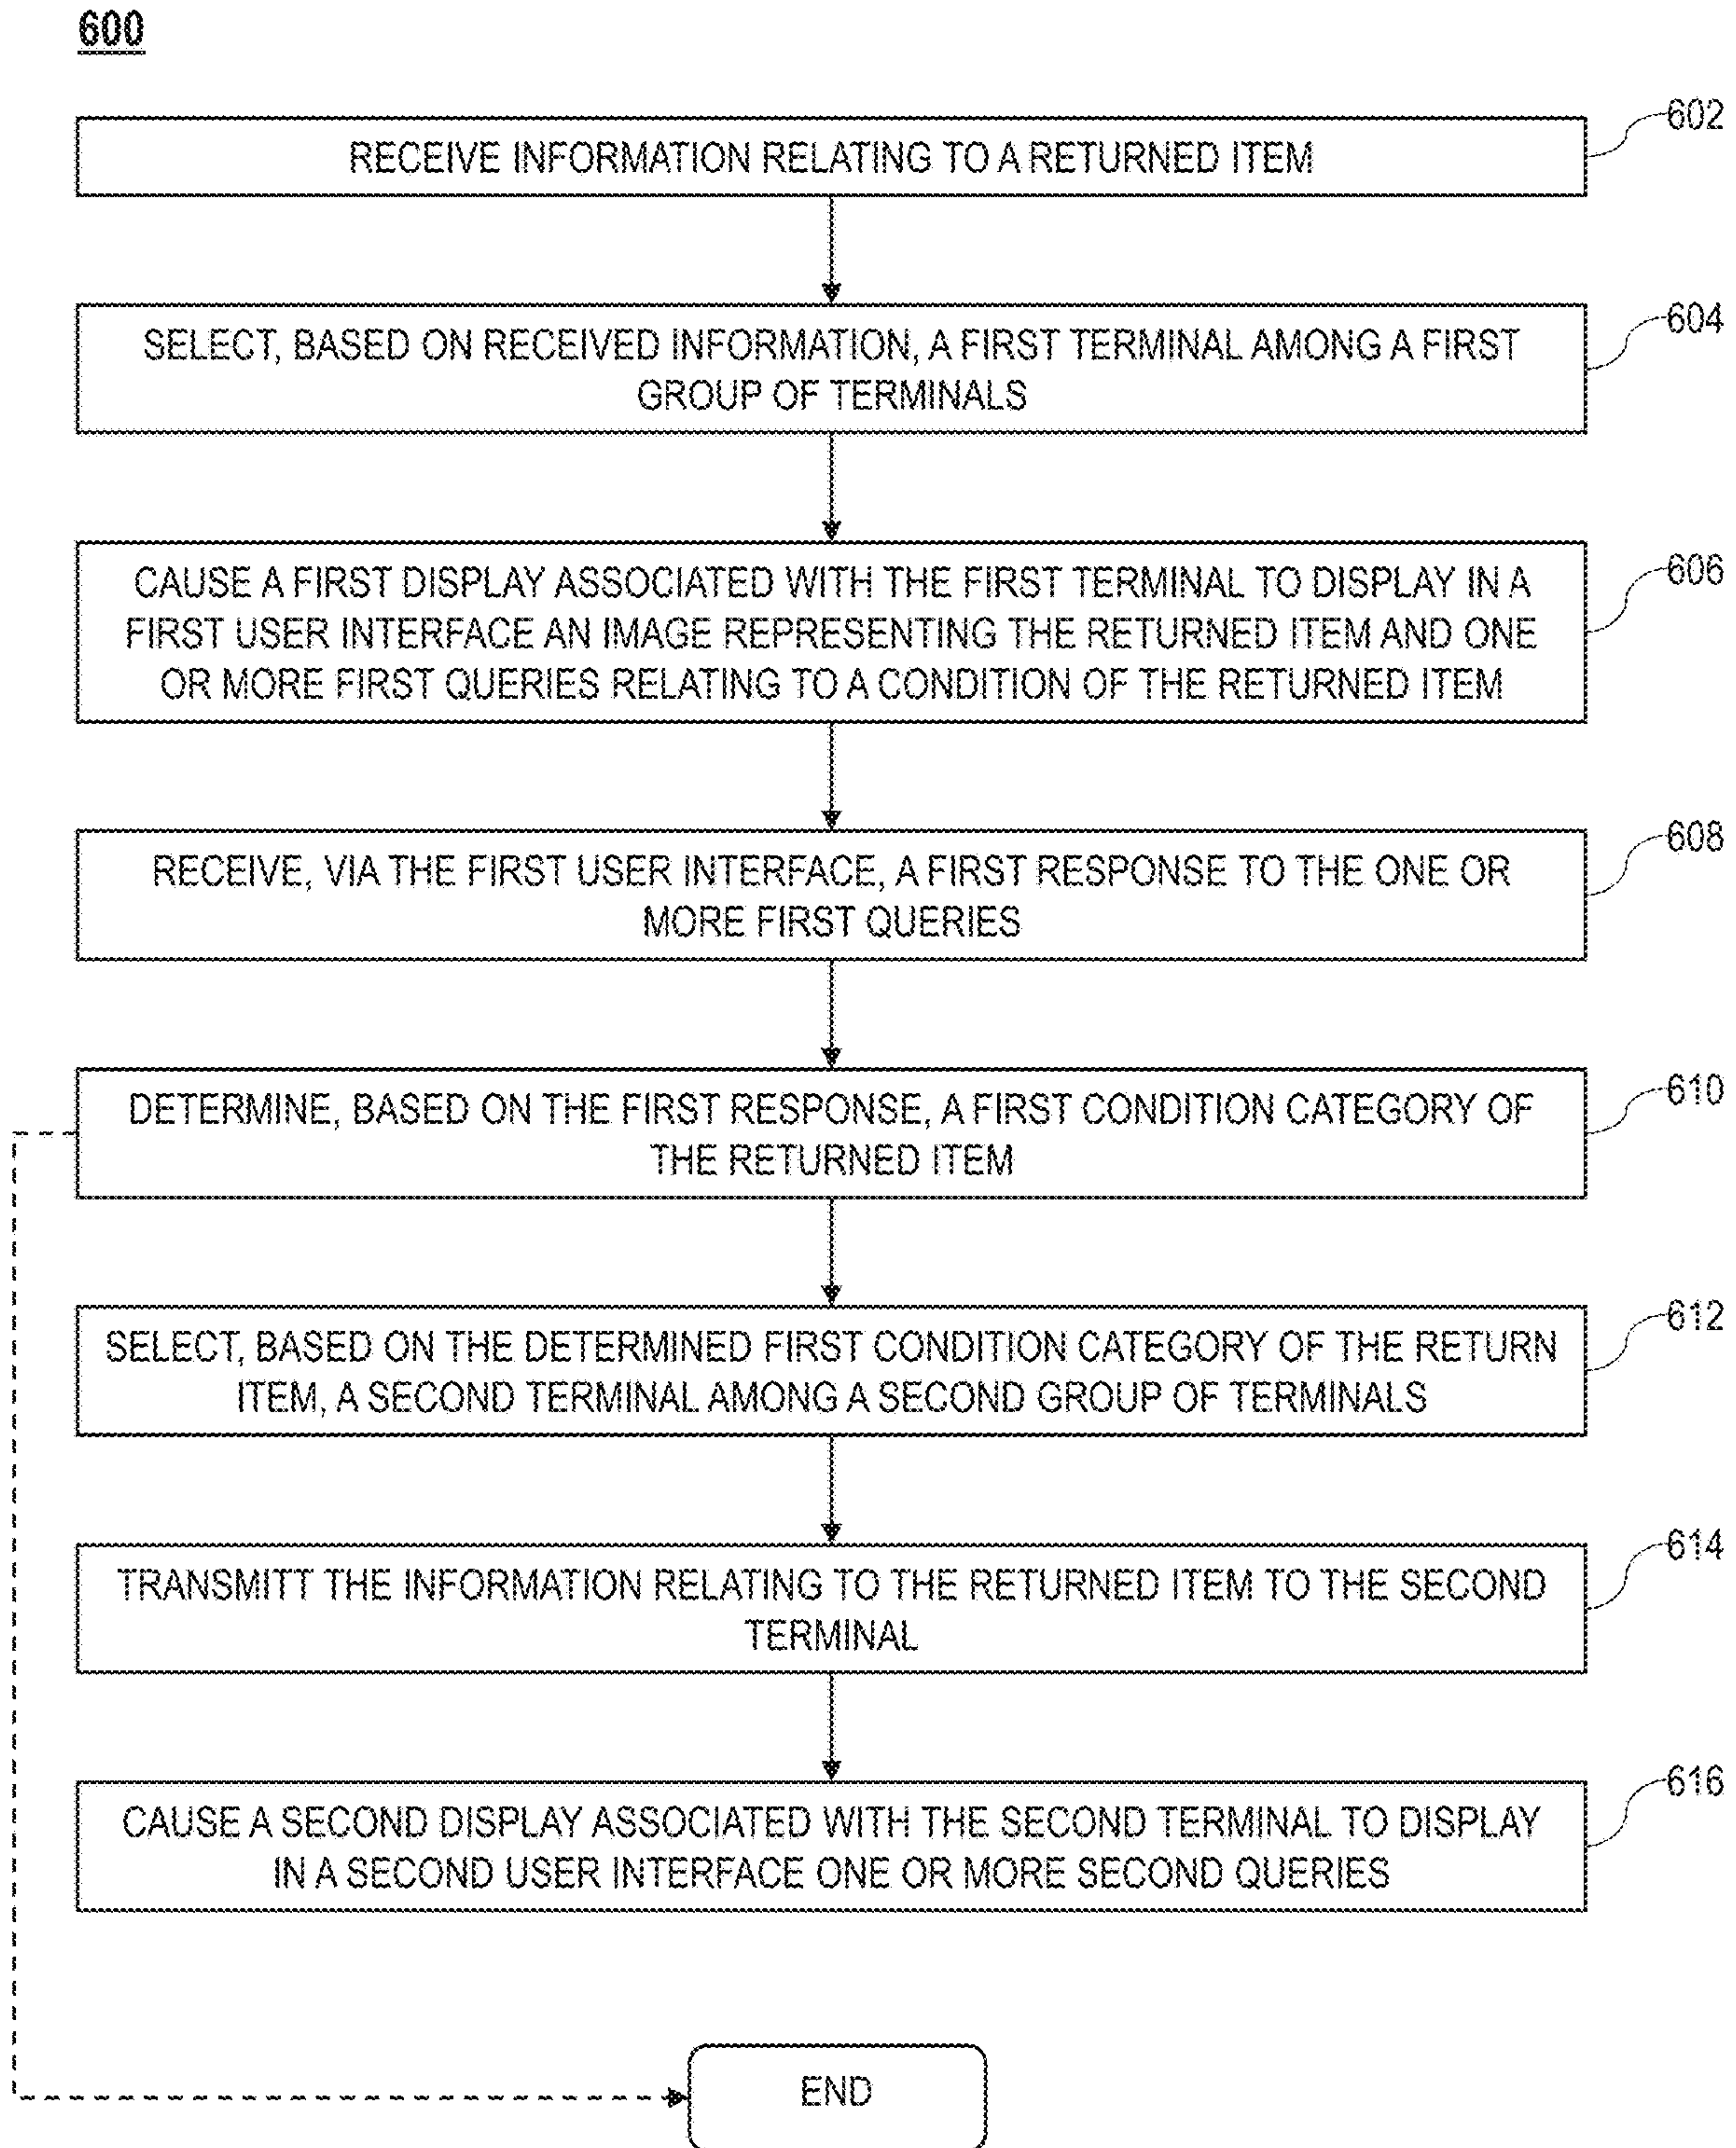 600
602
RECEIVE INFORMATION RELATING TO A RETURNED ITEM
604
SELECT, BASED ON RECEIVED INFORMATION, A FIRST TERMINAL AMONG A FIRST
GROUP OF TERMINALS
606
CAUSE A FIRST DISPLAY ASSOCIATED WITH THE FIRST TERMINAL TO DISPLAY IN A
FIRST USER INTERFACE AN IMAGE REPRESENTING THE RETURNED ITEM AND ONE
OR MORE FIRST QUERIES RELATING TO A CONDITION OF THE RETURNED ITEM
608
RECEIVE, VIA THE FIRST USER INTERFACE, A FIRST RESPONSE TO THE ONE OR
MORE FIRST QUERIES
610
DETERMINE, BASED ON THE FIRST RESPONSE, A FIRST CONDITION CATEGORY OF
THE RETURNED ITEM
612
SELECT, BASED ON THE DETERMINED FIRST CONDITION CATEGORY OF THE RETURN
ITEM, A SECOND TERMINAL AMONG A SECOND GROUP OF TERMINALS
614
TRANSMITT THE INFORMATION RELATING TO THE RETURNED ITEM TO THE SECOND
TERMINAL
616
CAUSE A SECOND DISPLAY ASSOCIATED WITH THE SECOND TERMINAL TO DISPLAY
IN A SECOND USER INTERFACE ONE OR MORE SECOND QUERIES
END